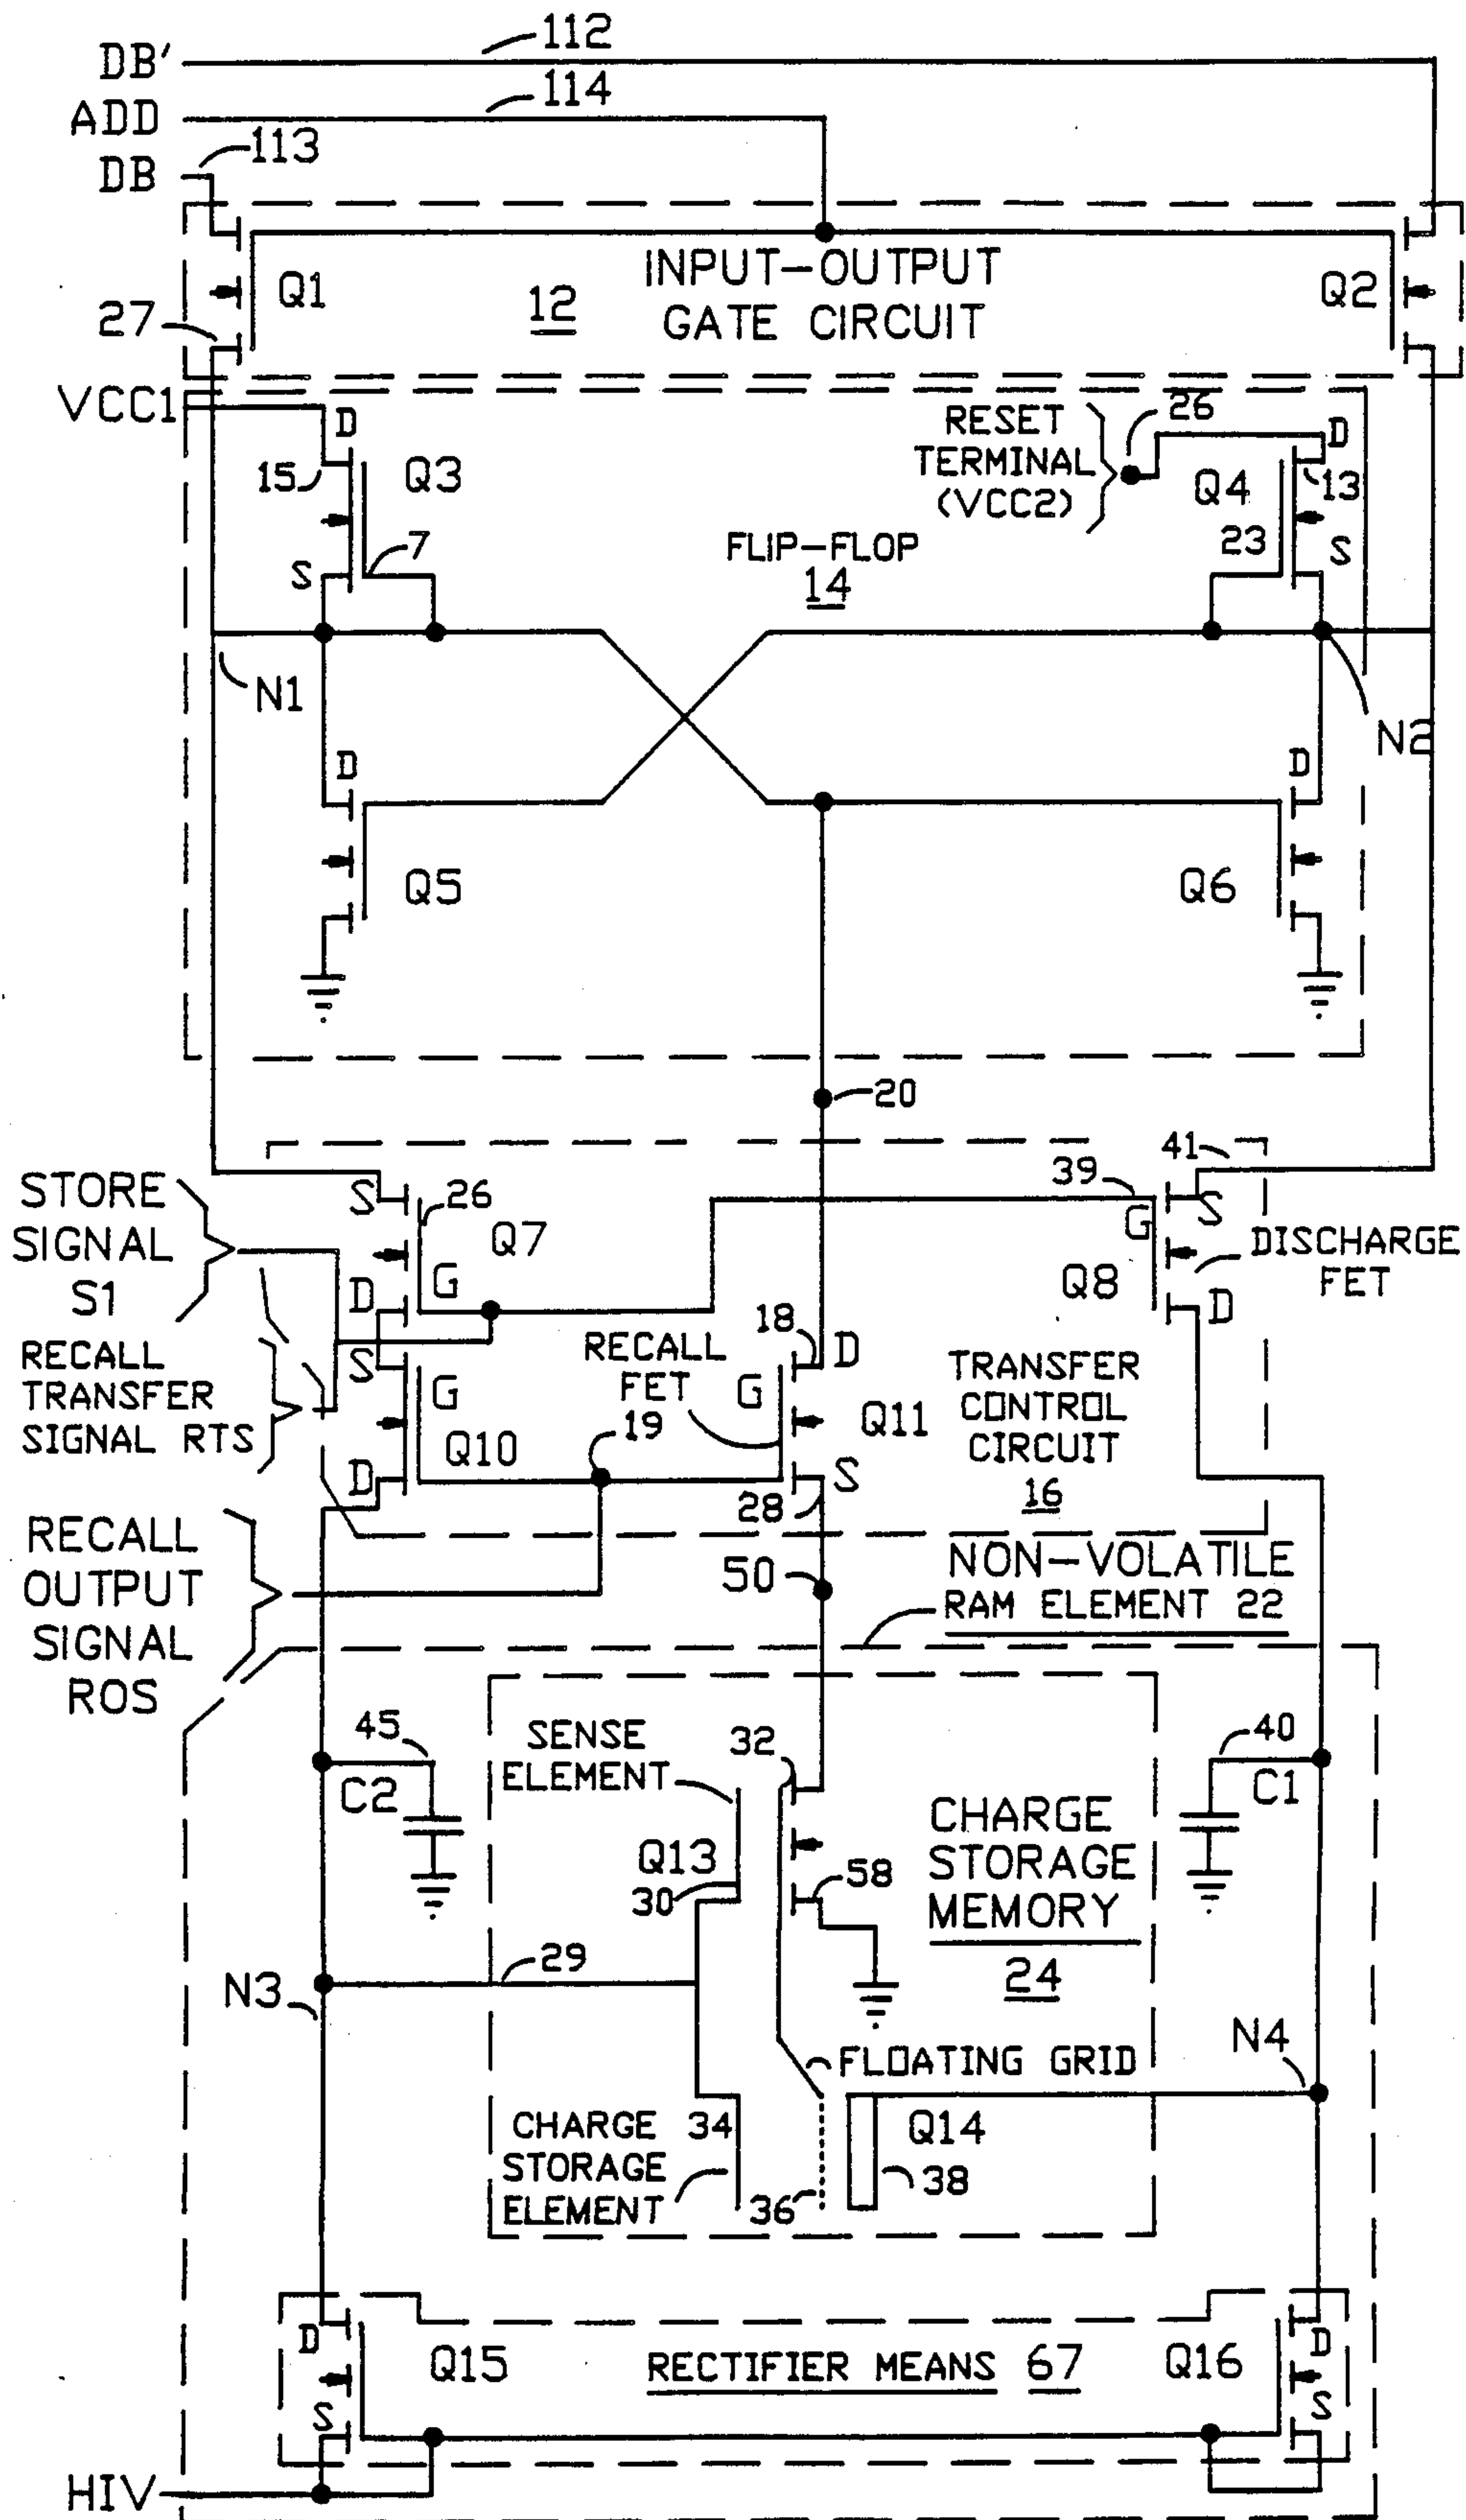 DB'
112
ADD
114
DB
113
Q1
12
INPUT-OUTPUT
GATE CIRCUIT
Q2
27
VCC1
D
15
Q3
7
S
RESET
TERMINAL
(VCC2)
26
D
Q4
13
23
S
FLIP-FLOP
14
N1
N2
D
D
Q5
Q6
20
STORE
SIGNAL
S1
S
26
Q7
G
D
39
41
G
S
Q8
DISCHARGE
FET
D
RECALL
TRANSFER
SIGNAL RTS
S
G
Q10
D
RECALL
FET
19
18
D
G
Q11
S
28
TRANSFER
CONTROL
CIRCUIT
16
RECALL
OUTPUT
SIGNAL
ROS
50
NON-VOLATILE
RAM ELEMENT 22
45
C2
SENSE
ELEMENT
32
40
C1
Q13
30
58
CHARGE
STORAGE
MEMORY
24
29
N3
N4
FLOATING GRID
CHARGE
STORAGE
ELEMENT
34
36
Q14
38
D
Q15
S
RECTIFIER MEANS 67
Q16
D
S
HIV